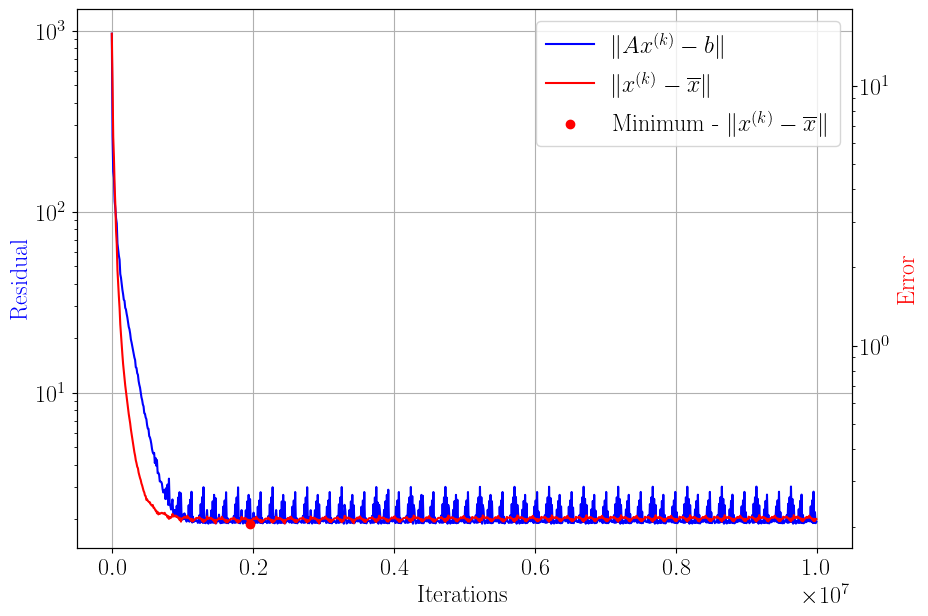 ‖Ax⁽ᵏ⁾ − b‖
‖x⁽ᵏ⁾ − x̅‖
Minimum - ‖x⁽ᵏ⁾ − x̅‖
10³
10²
10¹
Residual
10¹
10⁰
Error
0.0 0.2 0.4 0.6 0.8 1.0
×10⁷
Iterations